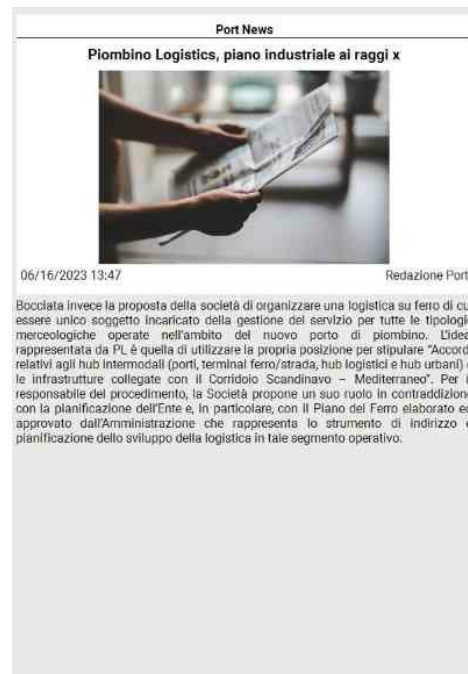 Port News
Piombino Logistics, piano industriale ai raggi x
06/16/2023 13:47
Redazione Port
Bocciata invece la proposta della società di organizzare una logistica su ferro di cu
essere unico soggetto incaricato della gestione del servizio per tutte le tipologie
merceologiche operate nell'ambito del nuovo porto di piombino. L'idea
rappresentata da PL è quella di utilizzare la propria posizione per stipulare "Accord
relativi agli hub intermodali (porti, terminal ferro/strada, hub logistici e hub urbani) e
le infrastrutture collegate con il Corridoio Scandinavo – Mediterraneo". Per i
responsabile del procedimento, la Società propone un suo ruolo in contraddizione
con la pianificazione dell'Ente e, in particolare, con il Piano del Ferro elaborato ed
approvato dall'Amministrazione che rappresenta lo strumento di indirizzo e
pianificazione dello sviluppo della logistica in tale segmento operativo.